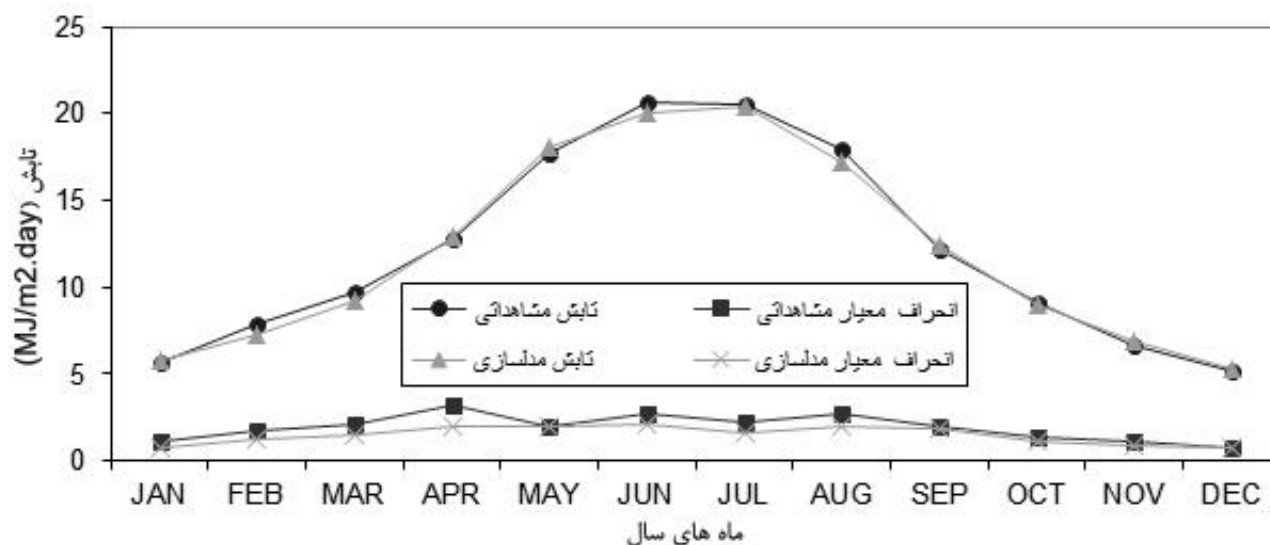 25
20
15
10
5
0
تابش (MJ/m2.day)
تابش مشاهداتی
انحراف معیار مشاهداتی
تابش مدلسازی
انحراف معیار مدلسازی
JAN FEB MAR APR MAY JUN JUL AUG SEP OCT NOV DEC
ماه های سال